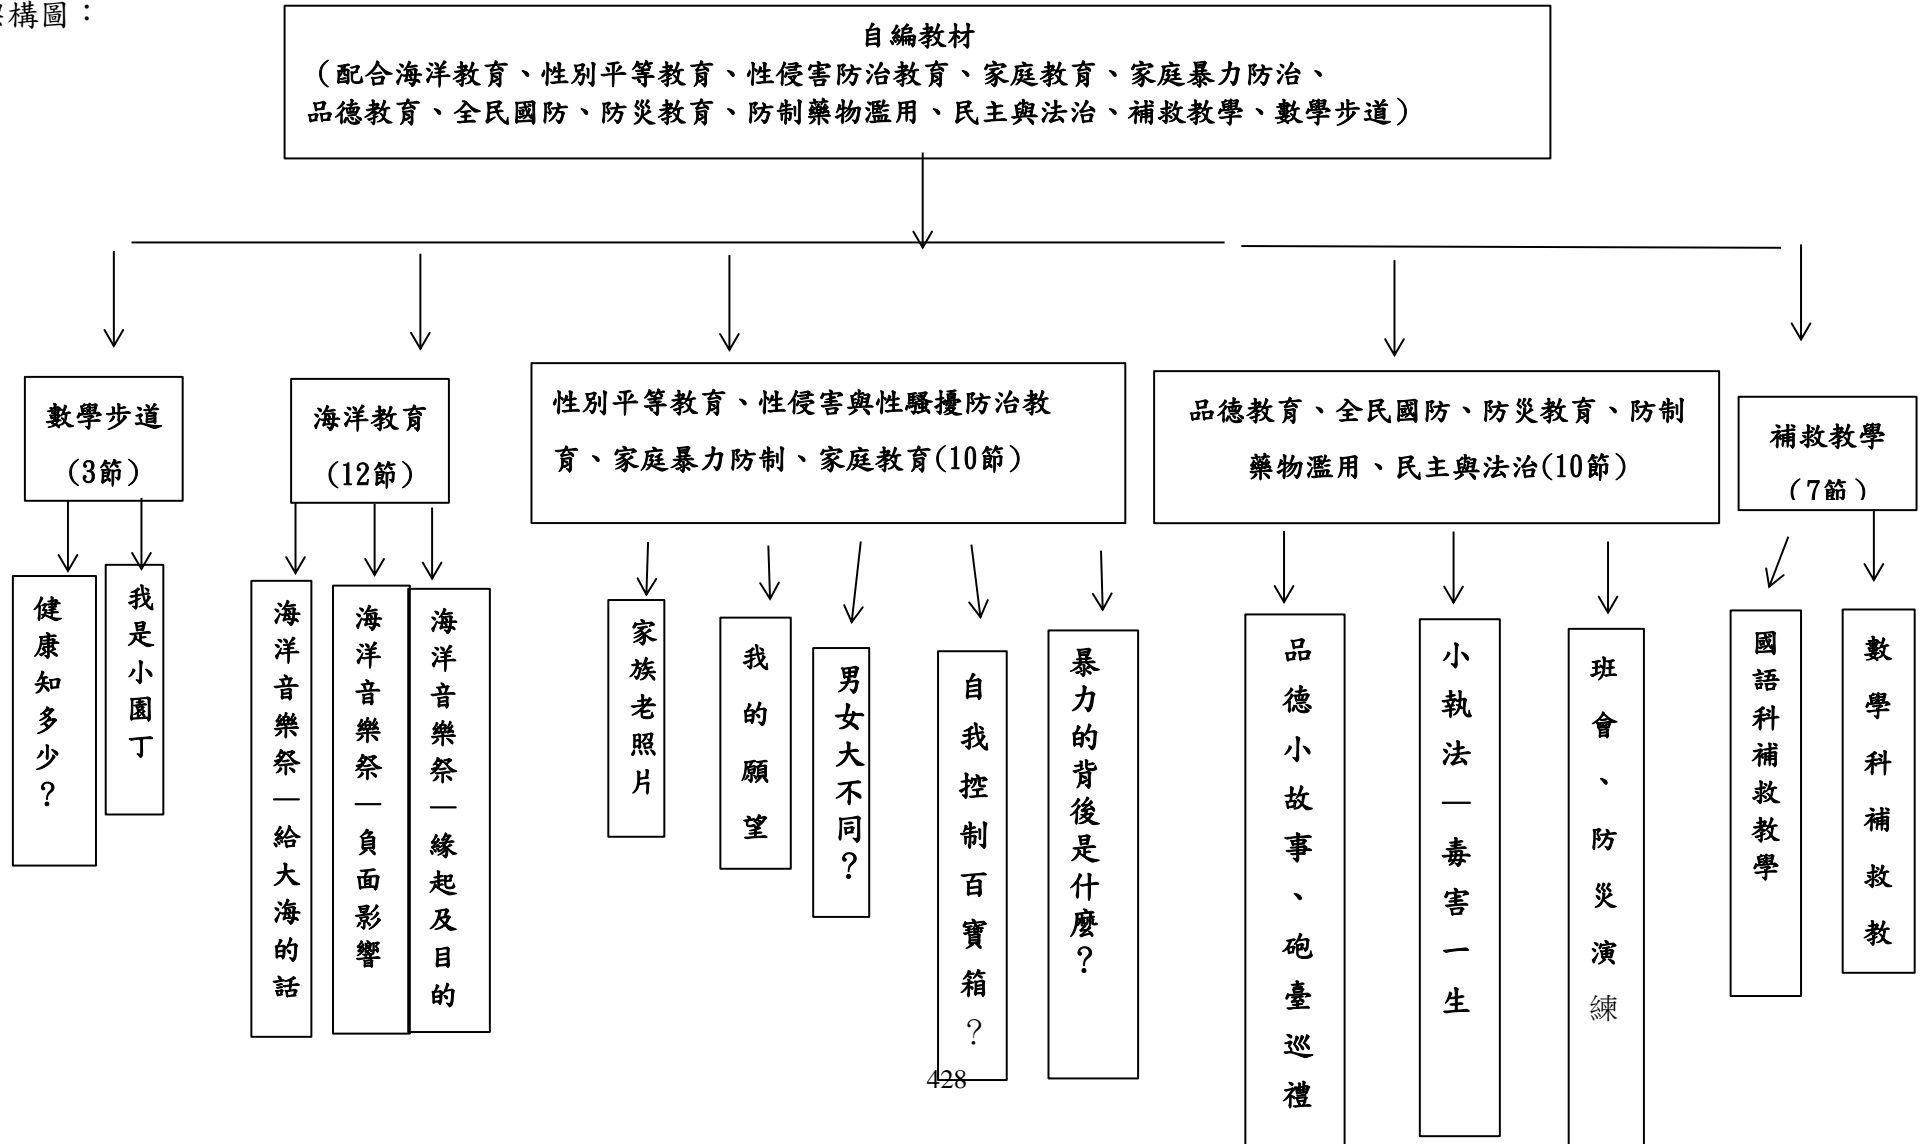 構圖：
自編教材
（配合海洋教育、性別平等教育、性侵害防治教育、家庭教育、家庭暴力防治、
品德教育、全民國防、防災教育、防制藥物濫用、民主與法治、補救教學、數學步道）
數學步道
(3節)
海洋教育
(12節)
性別平等教育、性侵害與性騷擾防治教
育、家庭暴力防制、家庭教育(10節)
品德教育、全民國防、防災教育、防制
藥物濫用、民主與法治(10節)
補救教學
（7節）
健康知多少？
我是小園丁
海洋音樂祭—給大海的話
海洋音樂祭—負面影響
海洋音樂祭—緣起及目的
家族老照片
我的願望
男女大不同？
自我控制百寶箱？
暴力的背後是什麼？
品德小故事、砲臺巡禮
小執法—毒害一生
班會、防災演練
國語科補救教學
數學科補救教
428